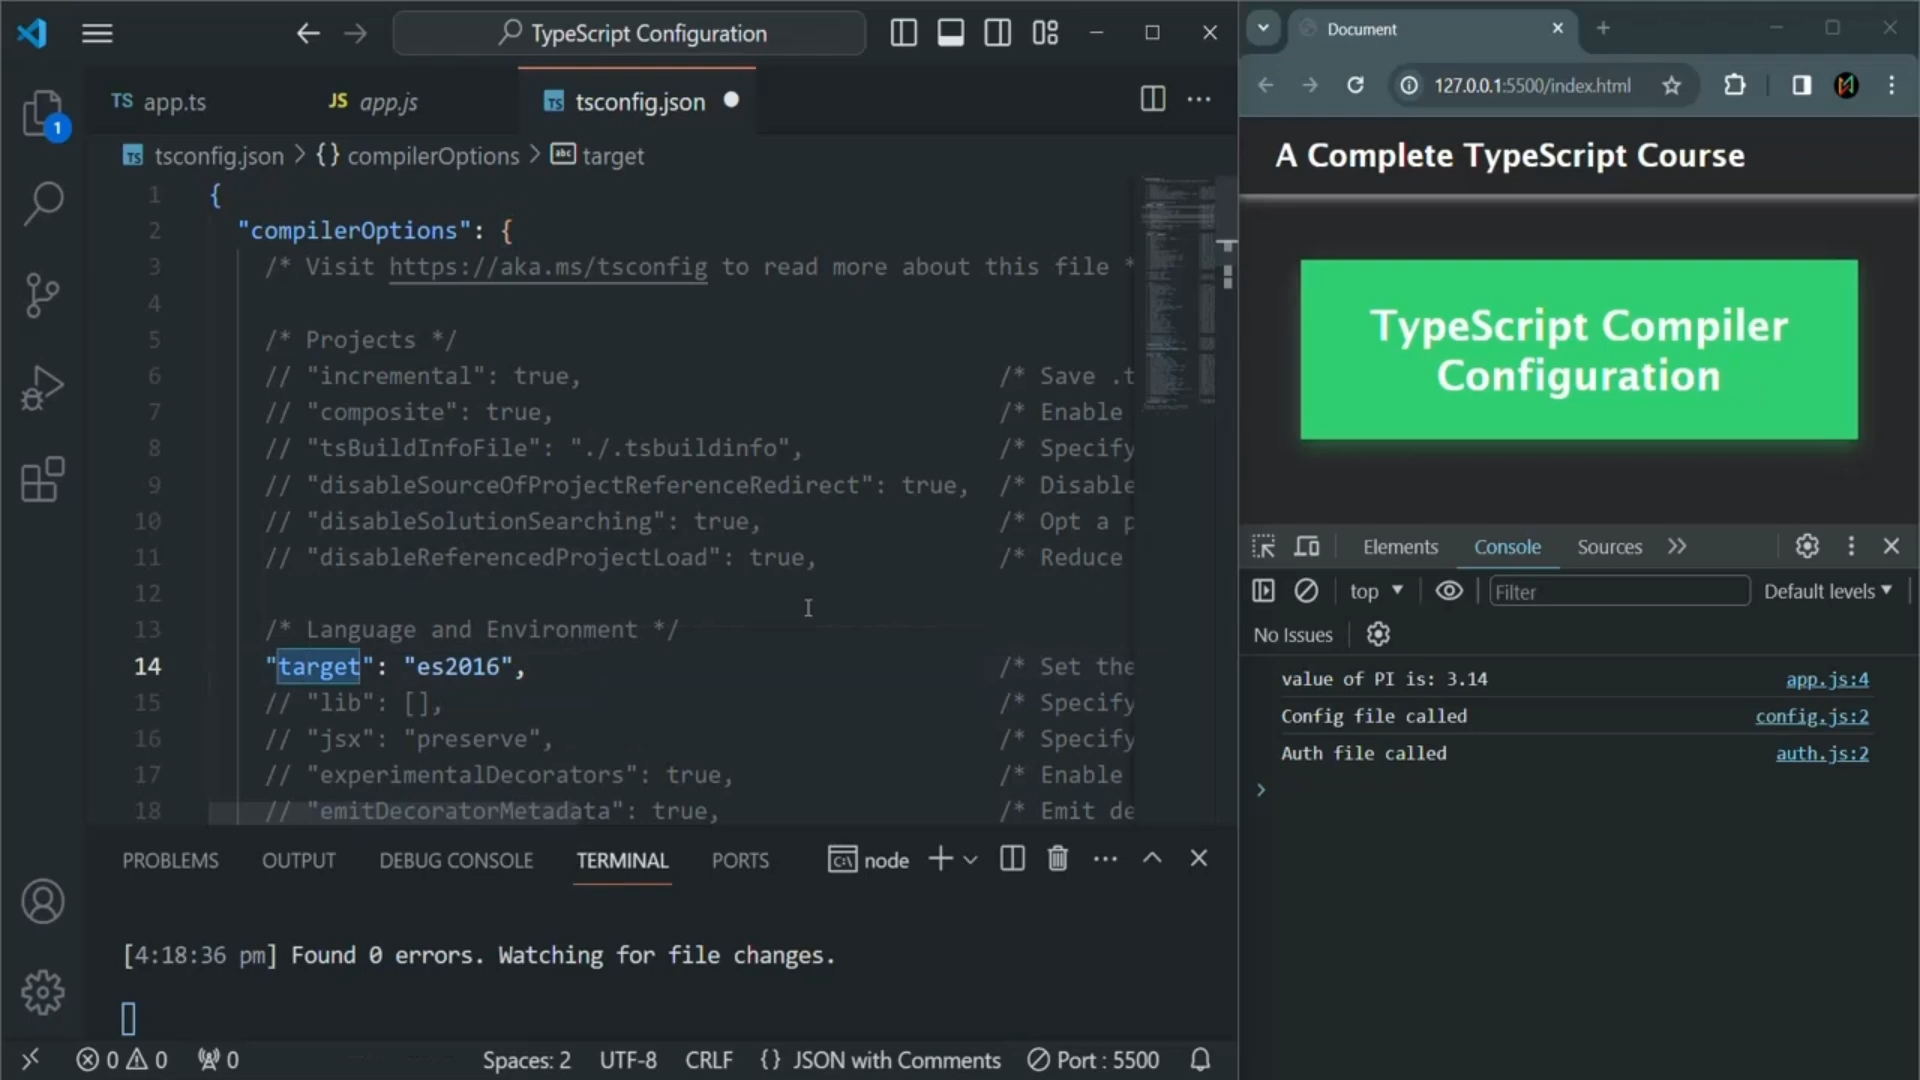 TypeScript Configuration
TS app.ts
JS app.js
TS tsconfig.json
TS tsconfig.json > {} compilerOptions > abc target
1 {
2 "compilerOptions": {
3 /* Visit https://aka.ms/tsconfig to read more about this file *
4
5 /* Projects */
6 // "incremental": true, /* Save .t
7 // "composite": true, /* Enable
8 // "tsBuildInfoFile": "./.tsbuildinfo", /* Specify
9 // "disableSourceOfProjectReferenceRedirect": true, /* Disable
10 // "disableSolutionSearching": true, /* Opt a p
11 // "disableReferencedProjectLoad": true, /* Reduce
12
13 /* Language and Environment */
14 "target": "es2016", /* Set the
15 // "lib": [], /* Specify
16 // "jsx": "preserve", /* Specify
17 // "experimentalDecorators": true, /* Enable
18 // "emitDecoratorMetadata": true, /* Emit de
1
PROBLEMS OUTPUT DEBUG CONSOLE TERMINAL PORTS node
[4:18:36 pm] Found 0 errors. Watching for file changes.
0 0 0 Spaces: 2 UTF-8 CRLF {} JSON with Comments Port : 5500
Document
127.0.0.1:5500/index.html
A Complete TypeScript Course
TypeScript Compiler
Configuration
Elements Console Sources
top Filter Default levels
No Issues
value of PI is: 3.14 app.js:4
Config file called config.js:2
Auth file called auth.js:2